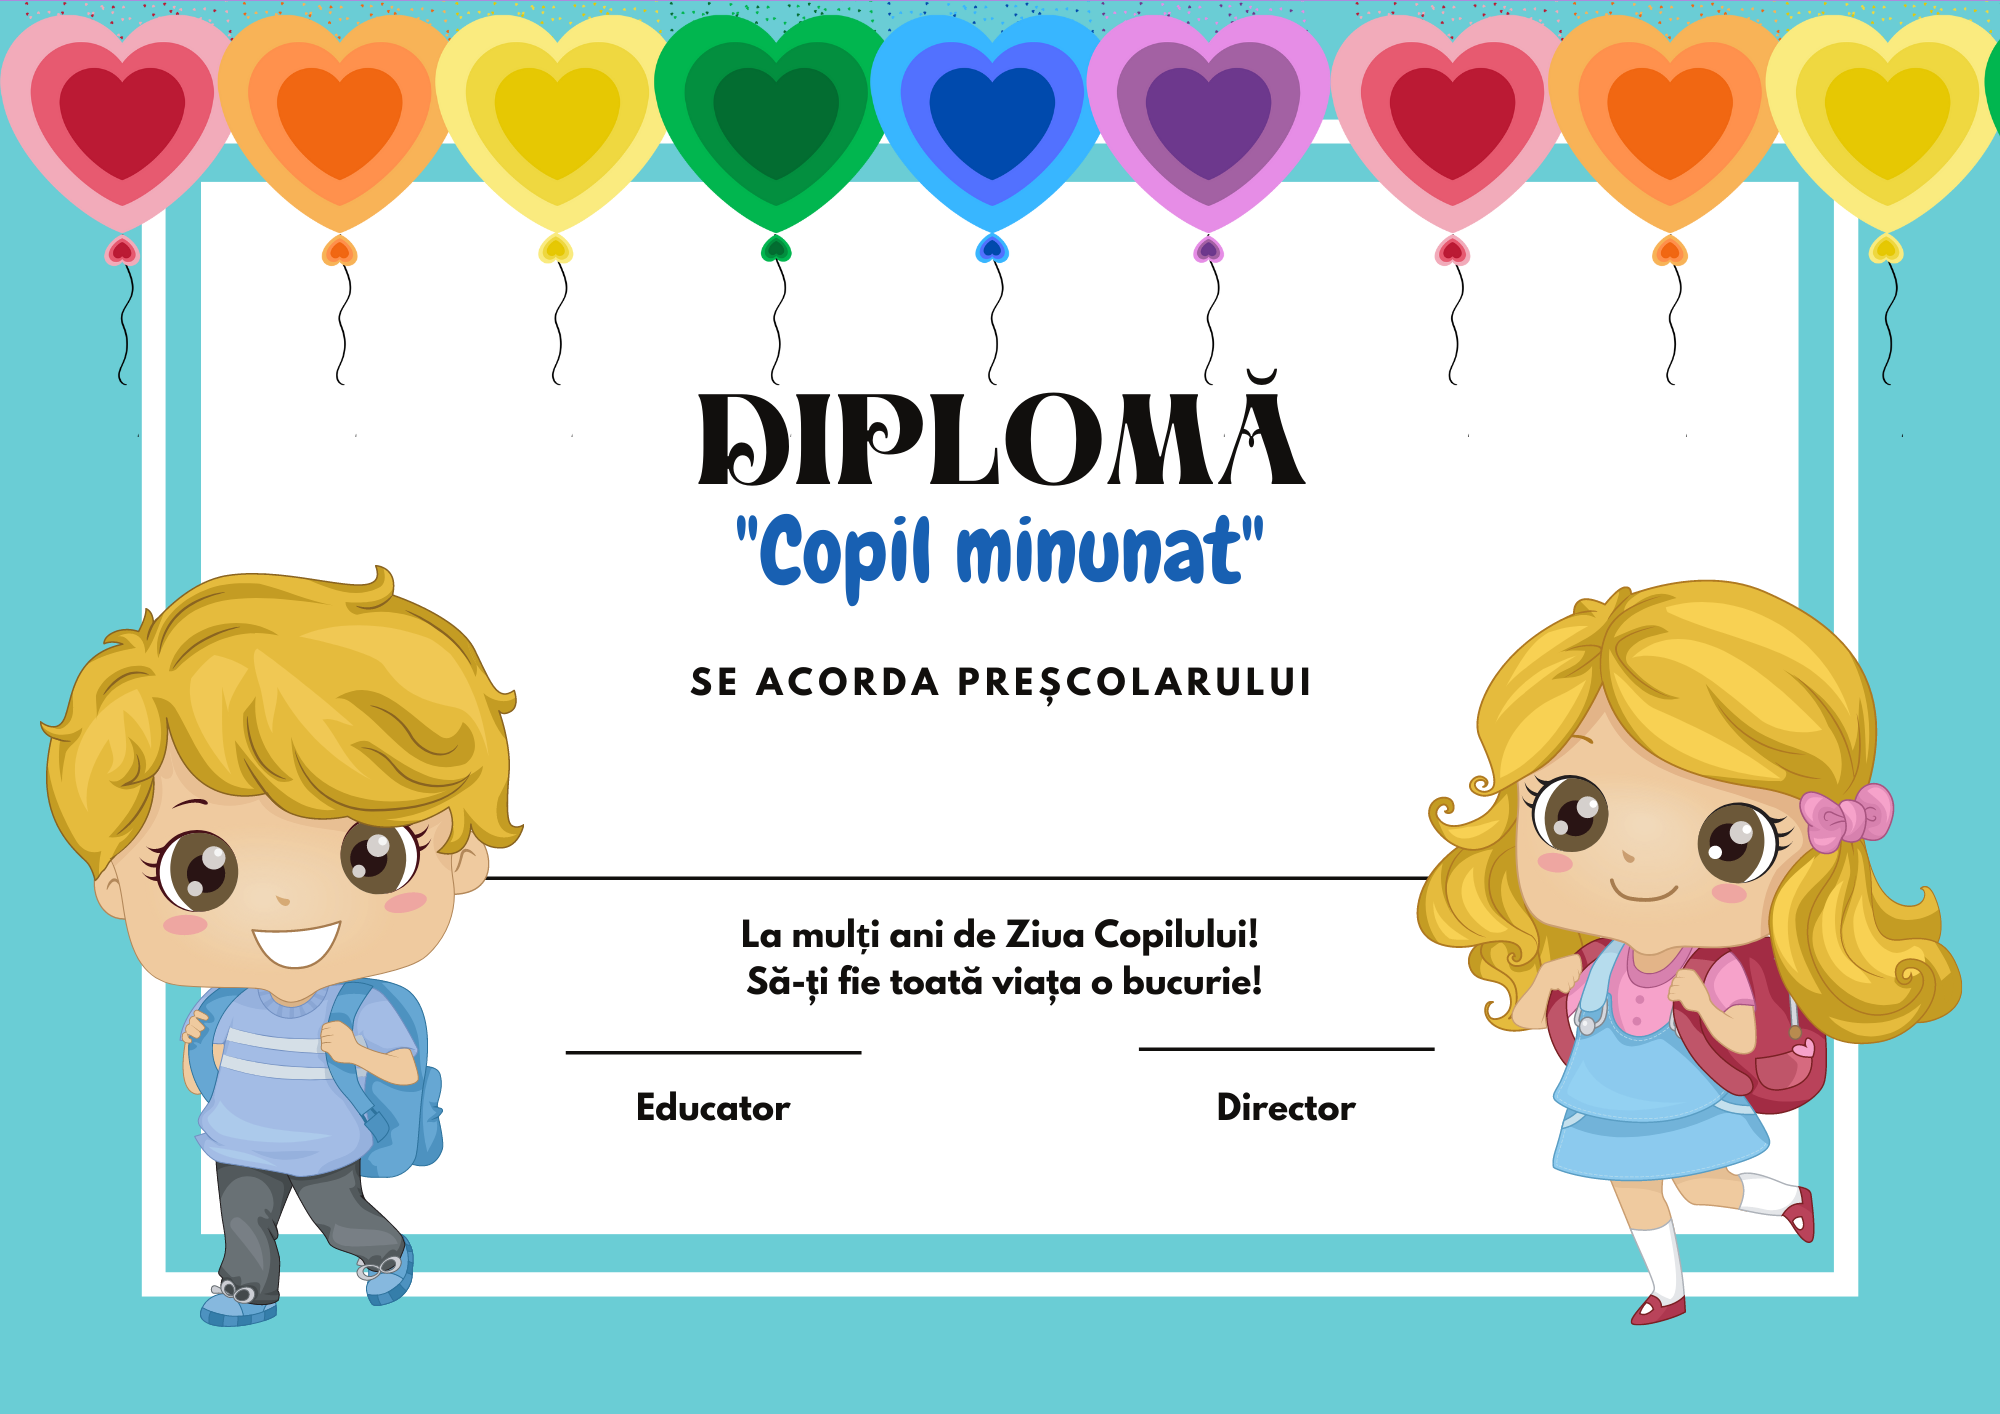 DIPLOMĂ
"Copil minunat"
SE ACORDA PREȘCOLARULUI
La mulți ani de Ziua Copilului!
Să-ți fie toată viața o bucurie!
Educator
Director